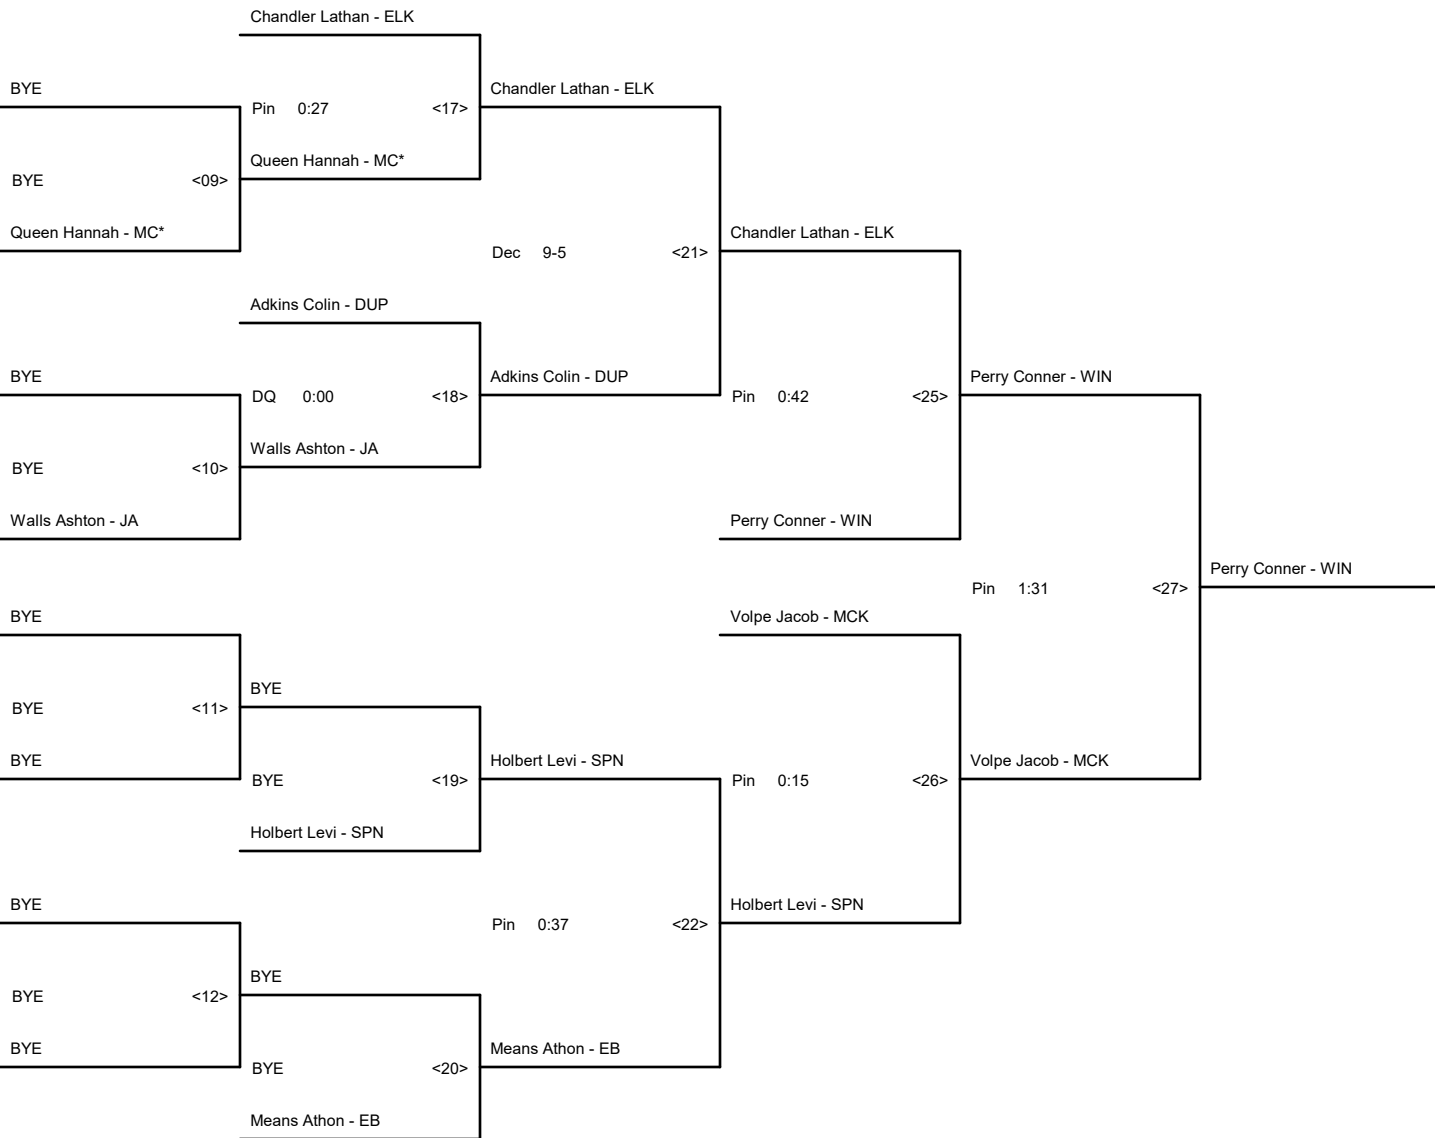 Chandler Lathan - ELK
BYE
Pin 0:27 <17>
Chandler Lathan - ELK
Queen Hannah - MC*
BYE <09>
Queen Hannah - MC*
Dec 9-5 <21>
Chandler Lathan - ELK
Adkins Colin - DUP
BYE
DQ 0:00 <18>
Adkins Colin - DUP
Pin 0:42 <25>
Perry Conner - WIN
Walls Ashton - JA
BYE <10>
Walls Ashton - JA
Perry Conner - WIN
Pin 1:31 <27>
Perry Conner - WIN
BYE
Volpe Jacob - MCK
BYE
BYE <11>
BYE
BYE <19>
Holbert Levi - SPN
Pin 0:15 <26>
Volpe Jacob - MCK
Holbert Levi - SPN
BYE
Pin 0:37 <22>
Holbert Levi - SPN
BYE
BYE <12>
BYE
BYE <20>
Means Athon - EB
Means Athon - EB